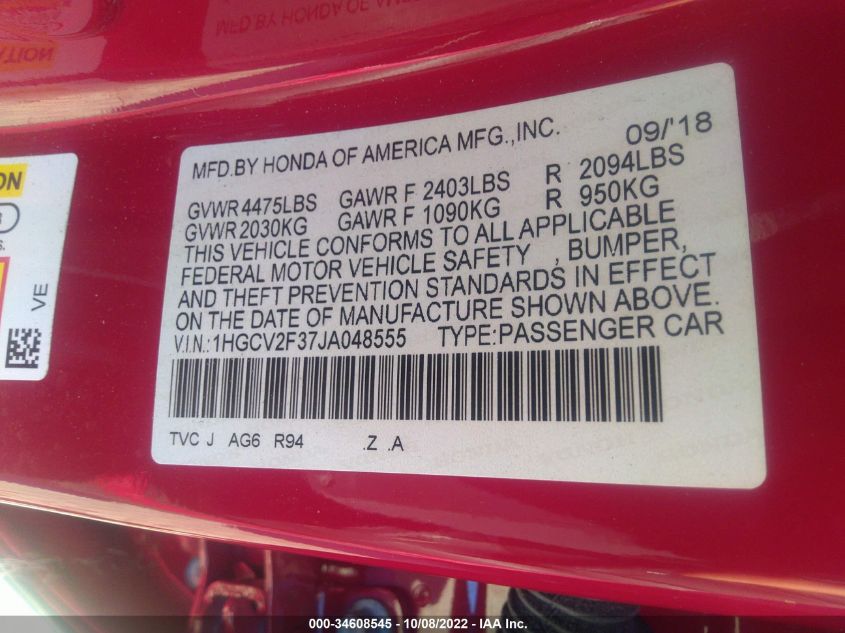 MFD.BY HONDA OF AMERICA MFG.,INC. 09/'18
GVWR 4475LBS GAWR F 2403LBS R 2094LBS
GVWR 2030KG GAWR F 1090KG R 950KG
THIS VEHICLE CONFORMS TO ALL APPLICABLE
FEDERAL MOTOR VEHICLE SAFETY , BUMPER,
AND THEFT PREVENTION STANDARDS IN EFFECT
ON THE DATE OF MANUFACTURE SHOWN ABOVE.
V.I.N.:1HGCV2F37JA048555 TYPE:PASSENGER CAR
TVC J AG6 R94 .Z .A
VE
000-34608545 - 10/08/2022 - IAA Inc.